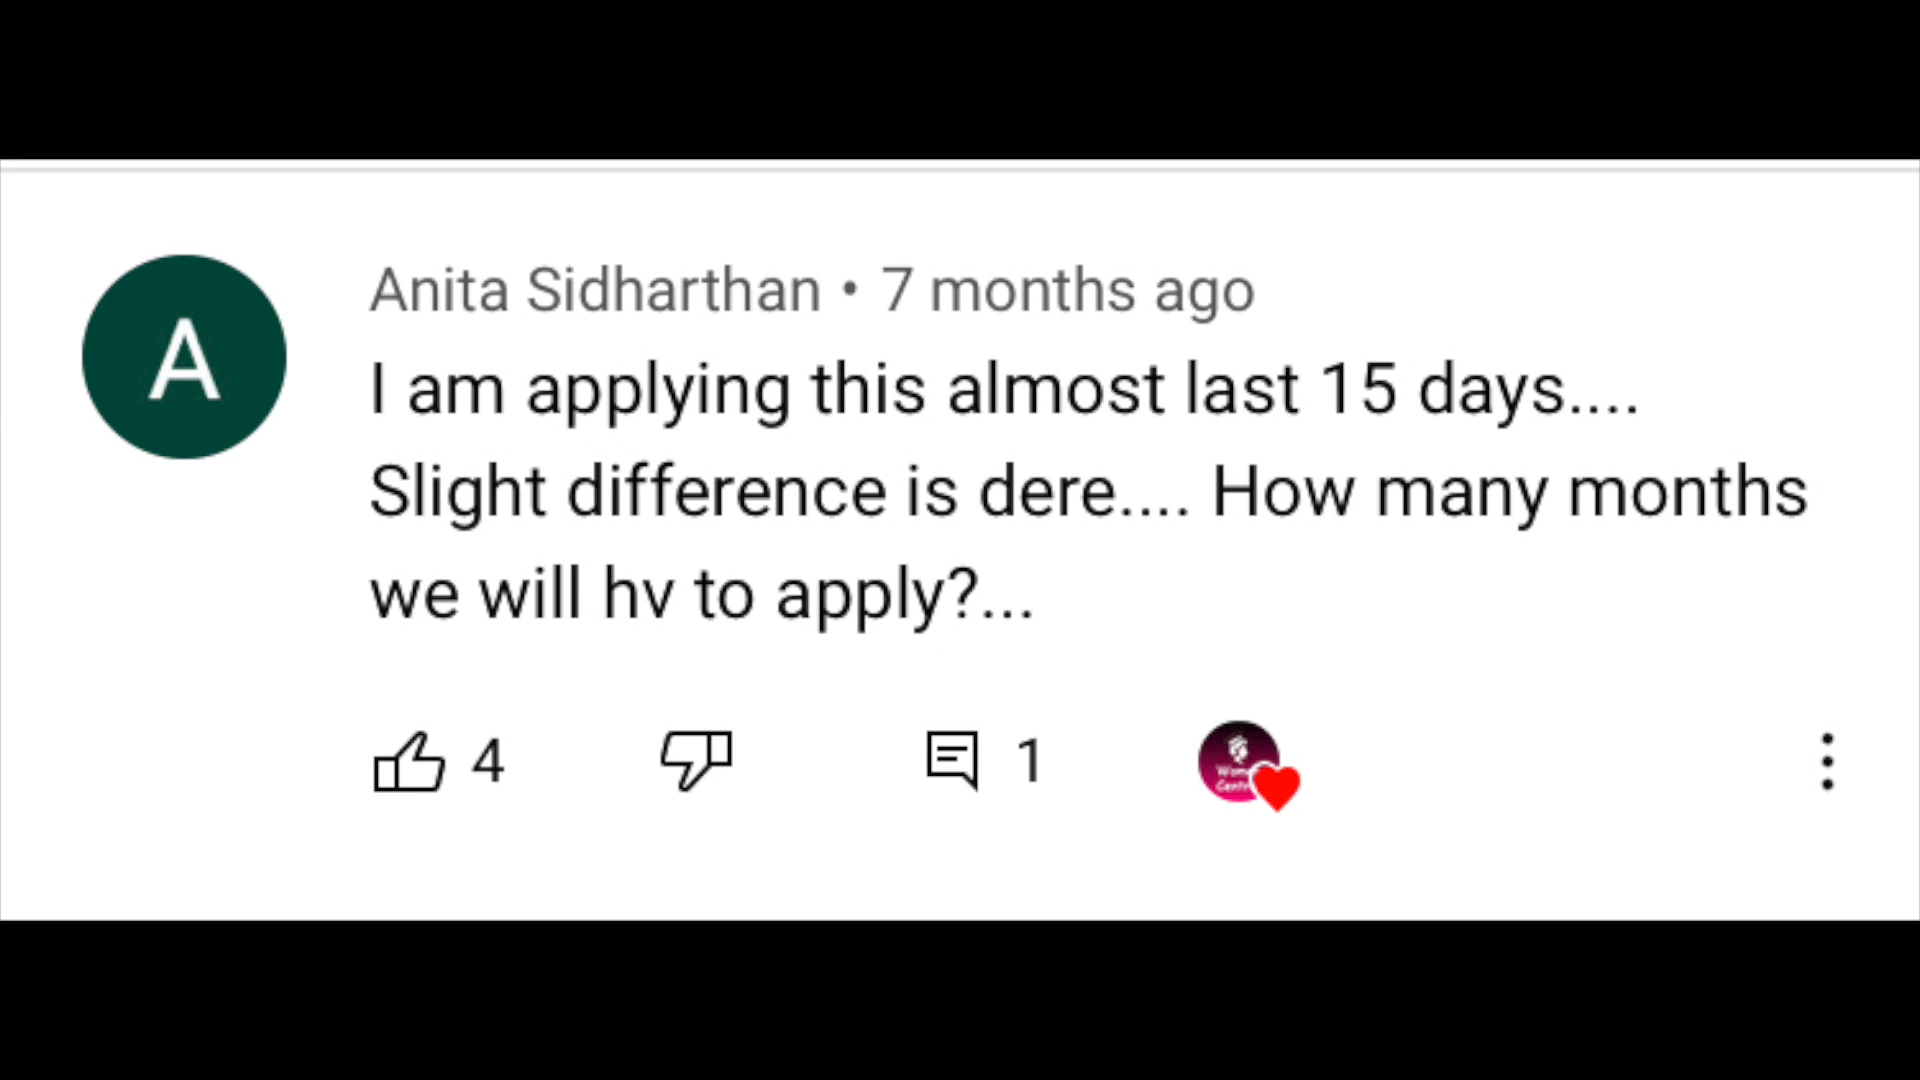 A
Anita Sidharthan • 7 months ago
I am applying this almost last 15 days....
Slight difference is dere.... How many months
we will hv to apply?...
4
1